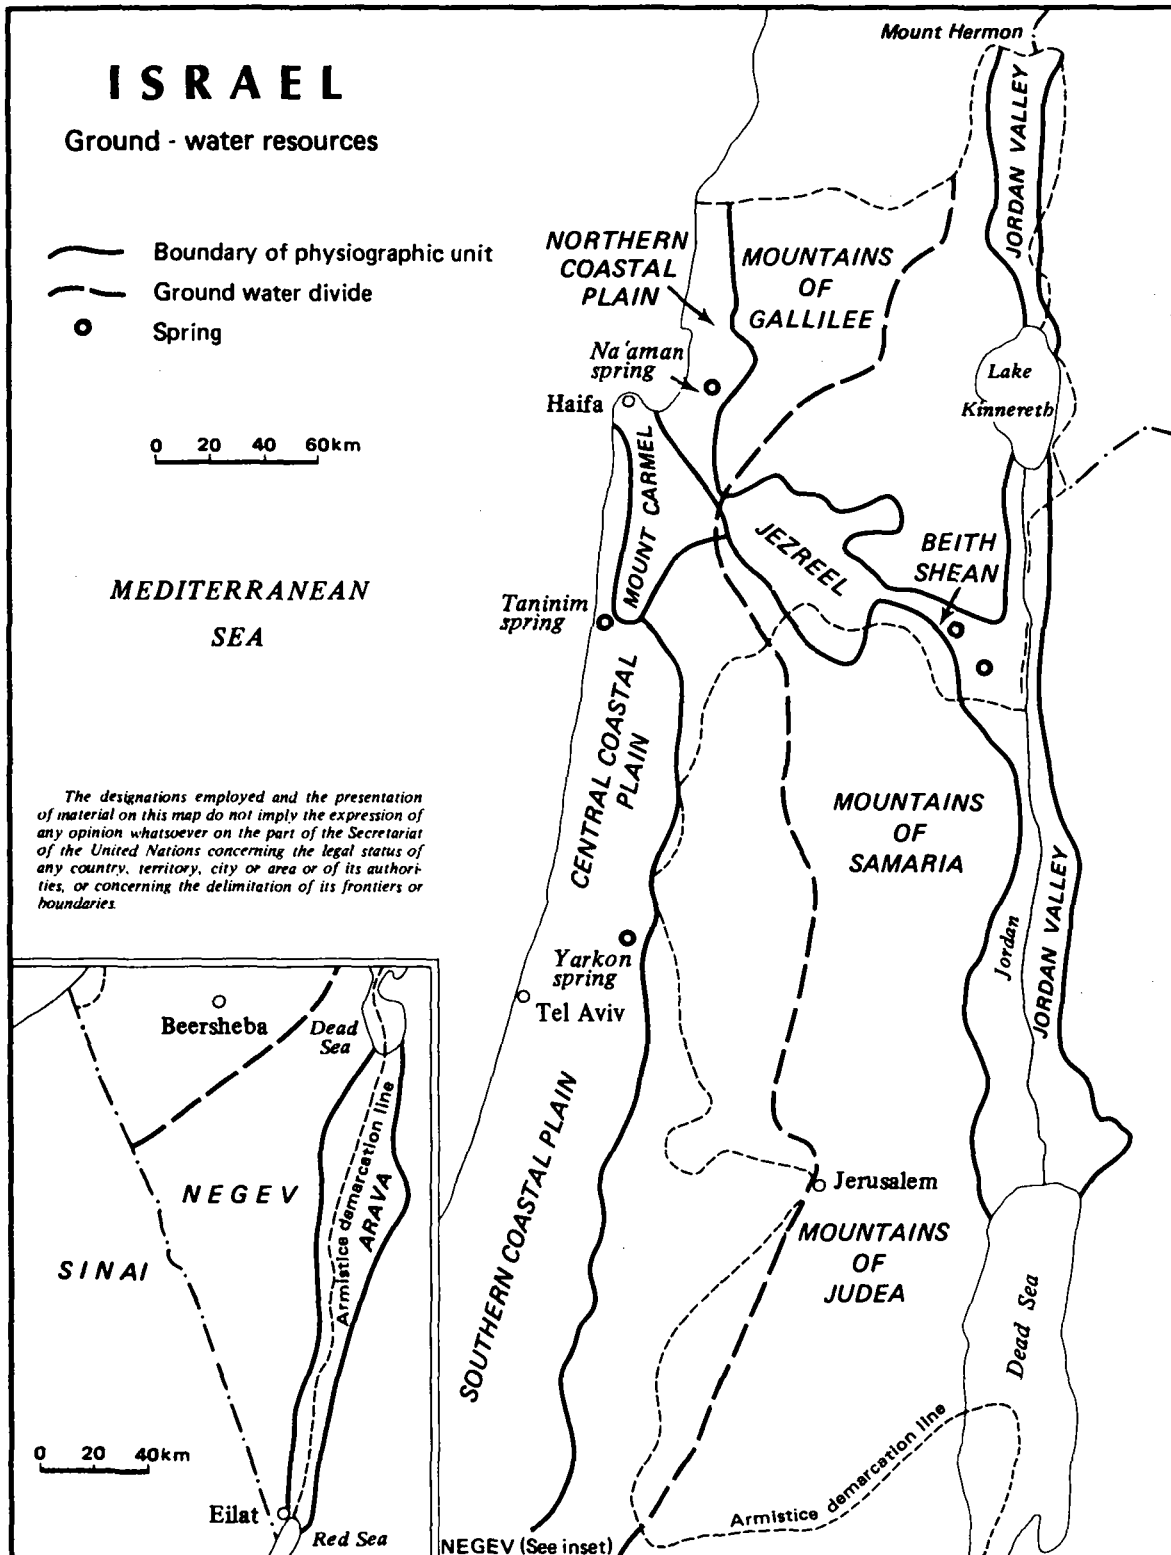 ISRAEL
Ground - water resources
Boundary of physiographic unit
Ground water divide
Spring
0 20 40 60km
MEDITERRANEAN
SEA
The designations employed and the presentation
of material on this map do not imply the expression of
any opinion whatsoever on the part of the Secretariat
of the United Nations concerning the legal status of
any country, territory, city or area or of its authori-
ties, or concerning the delimitation of its frontiers or
boundaries.
Mount Hermon
JORDAN VALLEY
NORTHERN
COASTAL
PLAIN
MOUNTAINS
OF
GALLILEE
Na'aman
spring
Haifa
Lake
Kinnereth
MOUNT CARMEL
JEZREEL
BEITH
SHEAN
Taninim
spring
CENTRAL COASTAL
PLAIN
MOUNTAINS
OF
SAMARIA
Jordan
JORDAN VALLEY
Yarkon
spring
Tel Aviv
SOUTHERN COASTAL PLAIN
Jerusalem
MOUNTAINS
OF
JUDEA
Dead Sea
Armistice demarcation line
NEGEV (See inset)
Beersheba
Dead
Sea
NEGEV
Armistice demarcation line
ARAVA
SINAI
0 20 40km
Eilat
Red Sea